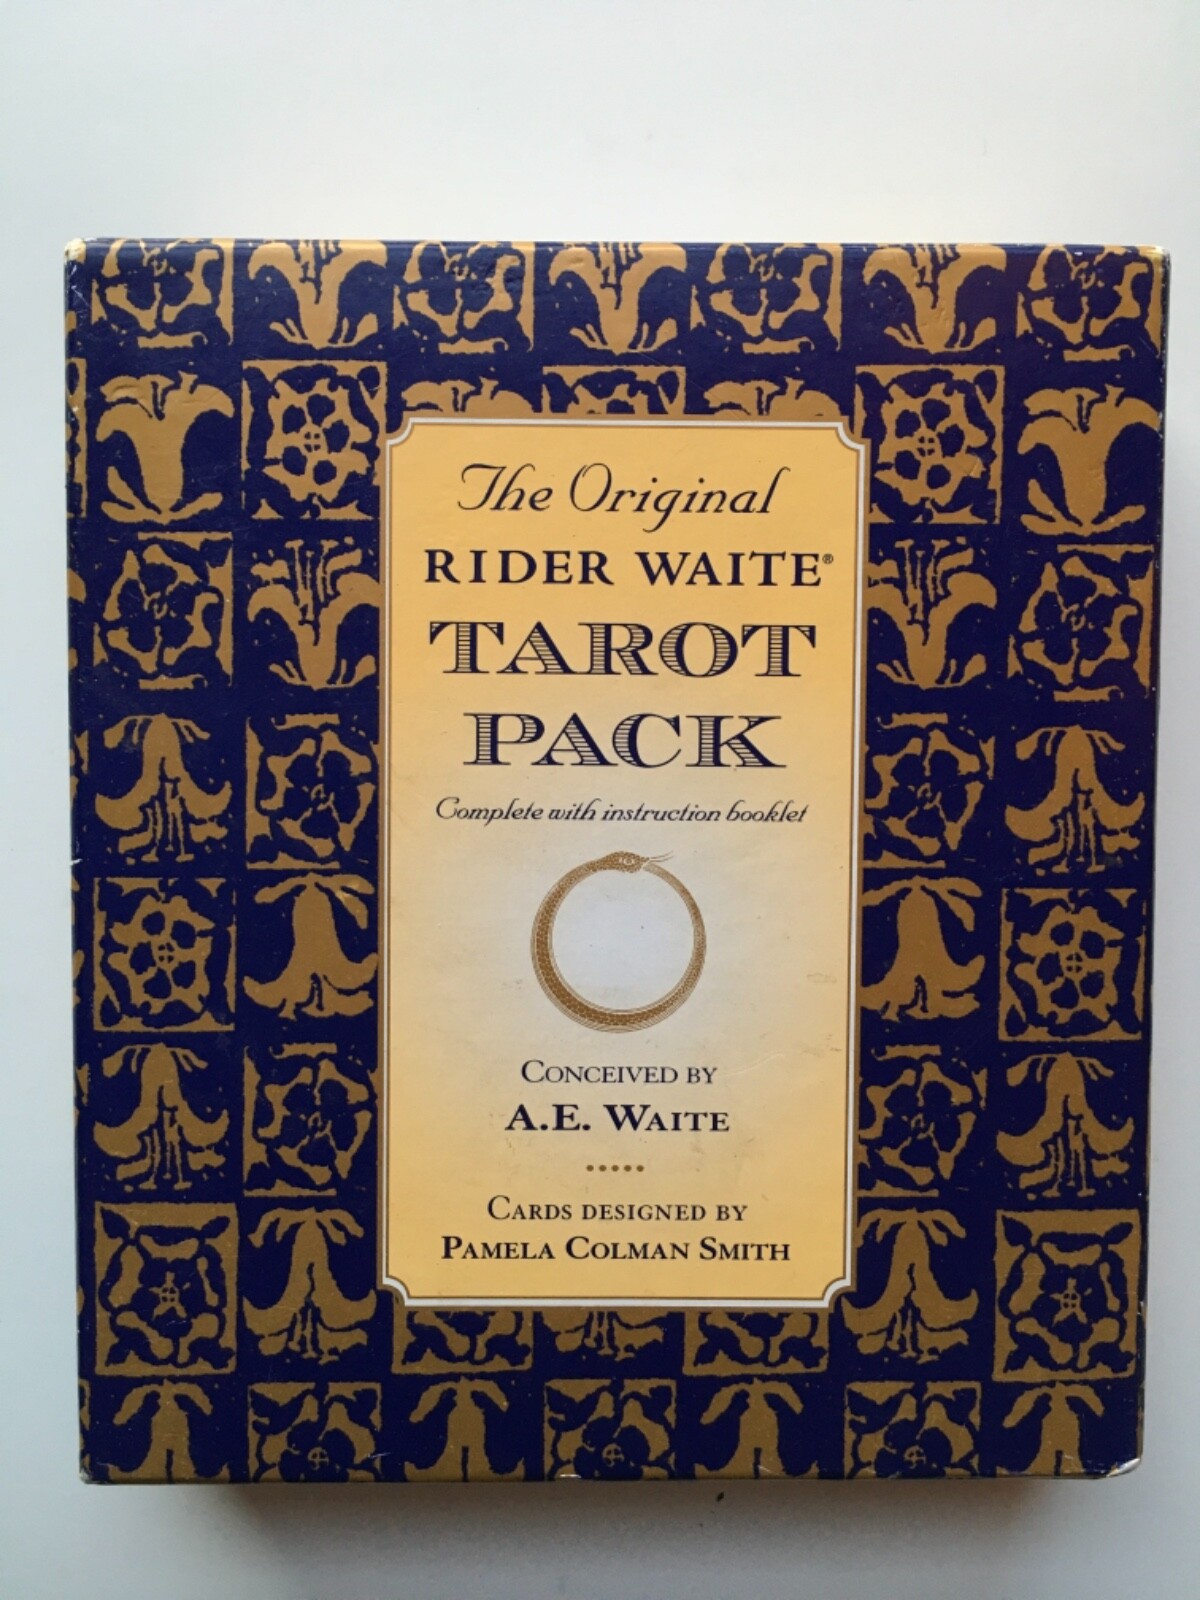 The Original
RIDER WAITE®
TAROT
PACK
Complete with instruction booklet
CONCEIVED BY
A.E. WAITE
CARDS DESIGNED BY
PAMELA COLMAN SMITH